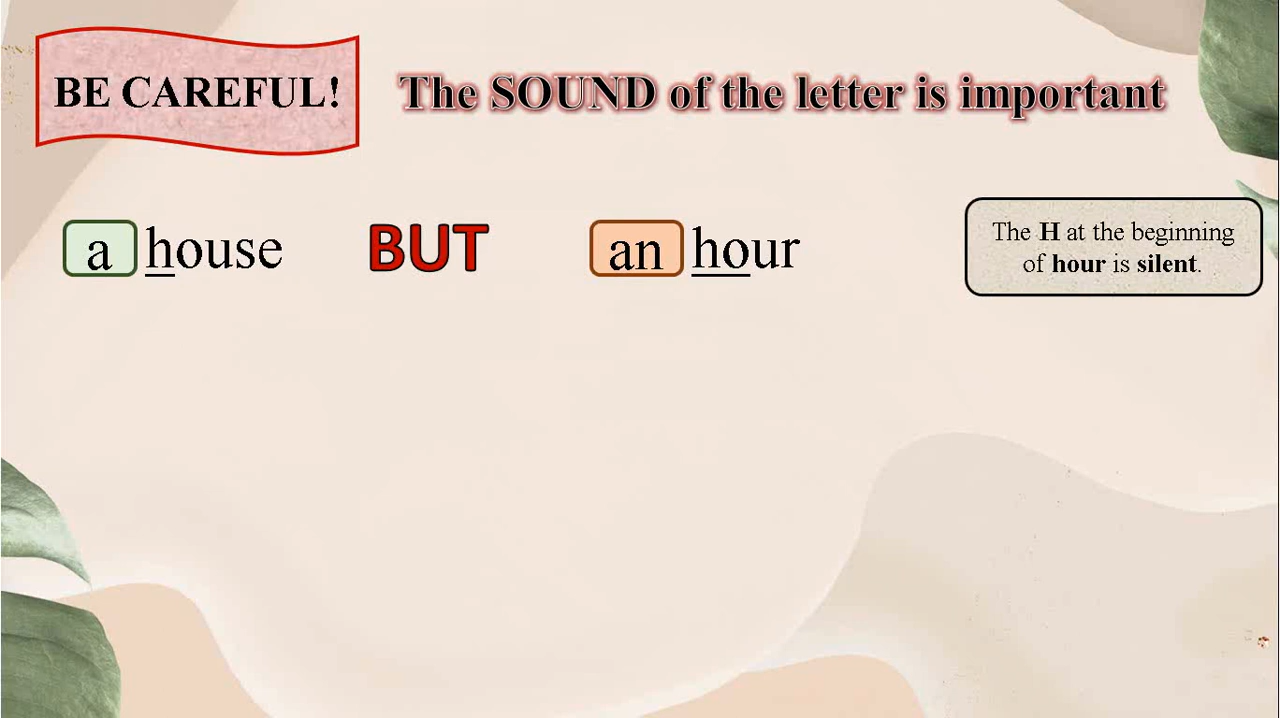 BE CAREFUL! The SOUND of the letter is important
a house BUT an hour
The H at the beginning
of hour is silent.